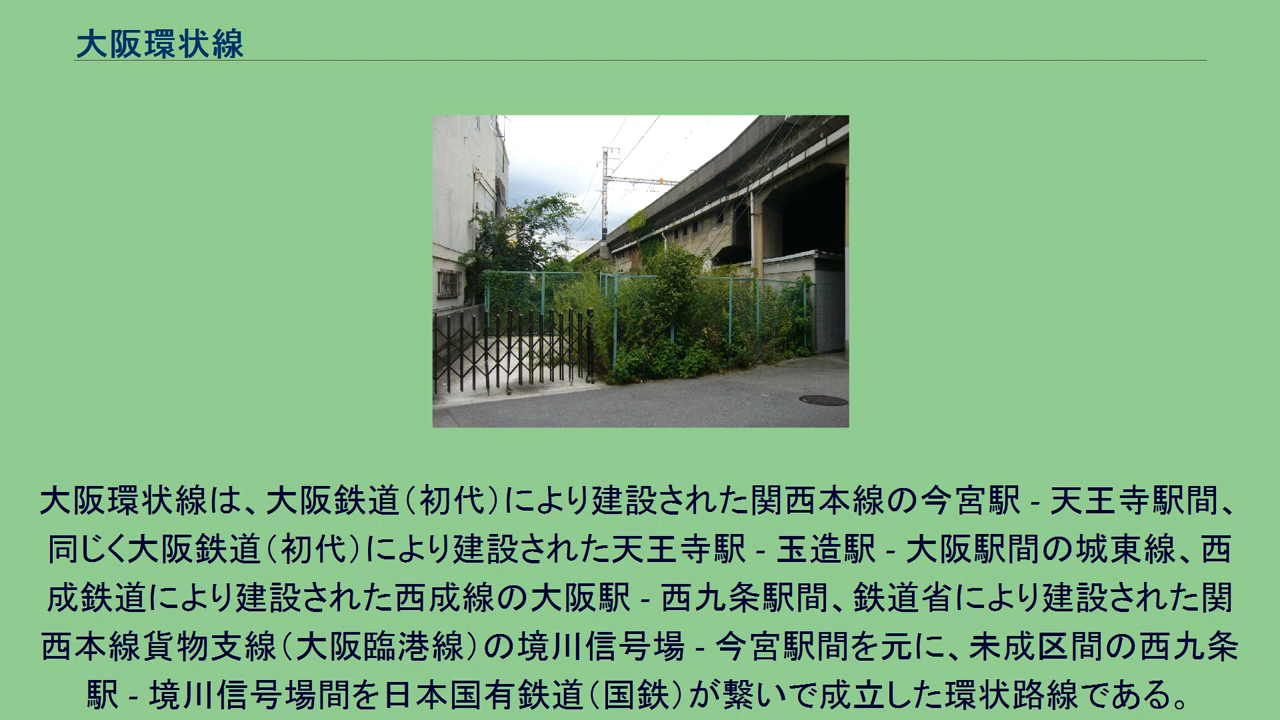 大阪環状線
大阪環状線は、大阪鉄道（初代）により建設された関西本線の今宮駅 - 天王寺駅間、
同じく大阪鉄道（初代）により建設された天王寺駅 - 玉造駅 - 大阪駅間の城東線、西
成鉄道により建設された西成線の大阪駅 - 西九条駅間、鉄道省により建設された関
西本線貨物支線（大阪臨港線）の境川信号場 - 今宮駅間を元に、未成区間の西九条
駅 - 境川信号場間を日本国有鉄道（国鉄）が繋いで成立した環状路線である。